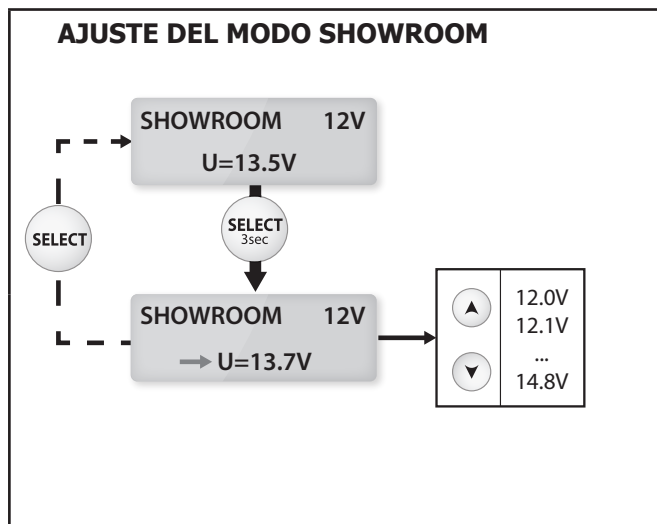 AJUSTE DEL MODO SHOWROOM
SHOWROOM 12V
U=13.5V
SELECT
SELECT
3sec
SHOWROOM 12V
U=13.7V
12.0V
12.1V
...
14.8V